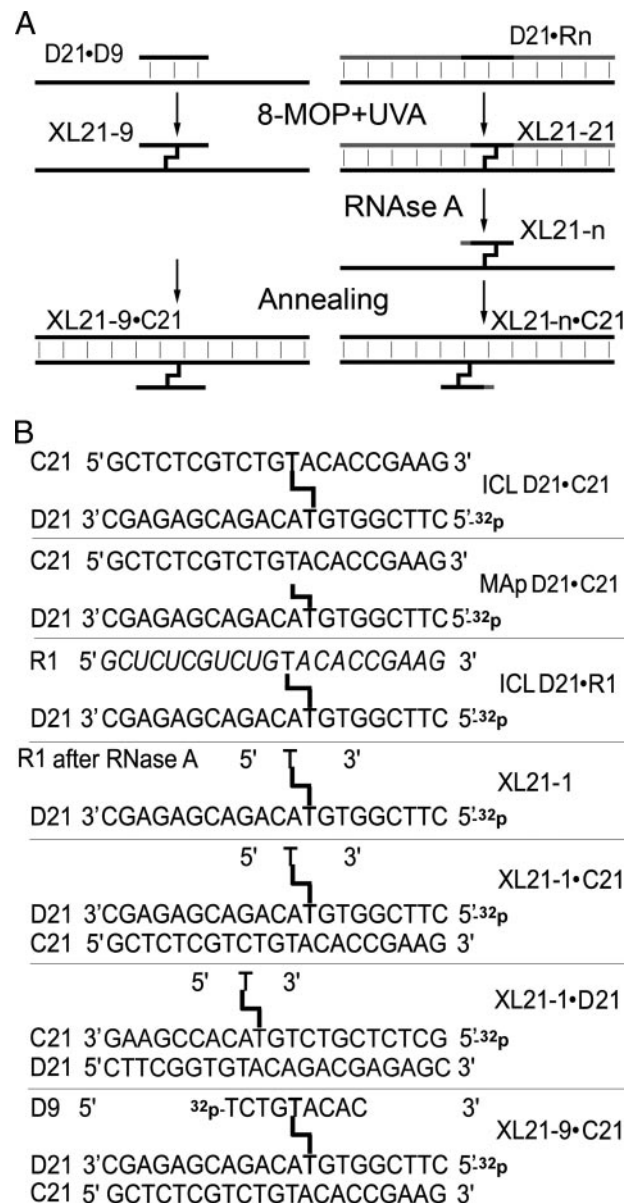 A
D21•D9 D21•Rn
8-MOP+UVA
XL21-9 XL21-21
RNAse A
XL21-n
Annealing
XL21-9•C21 XL21-n•C21
B
C21 5'GCTCTCGTCTGTACACCGAAG 3'
ICL D21•C21
D21 3'CGAGAGCAGACATGTGGCTTC 5'-32p
C21 5'GCTCTCGTCTGTACACCGAAG 3'
MAp D21•C21
D21 3'CGAGAGCAGACATGTGGCTTC 5'-32p
R1 5'GCUCUCGUCUGTACACCGAAG 3'
ICL D21•R1
D21 3'CGAGAGCAGACATGTGGCTTC 5'-32p
R1 after RNase A 5' T 3'
XL21-1
D21 3'CGAGAGCAGACATGTGGCTTC 5'-32p
5' T 3'
XL21-1•C21
D21 3'CGAGAGCAGACATGTGGCTTC 5'-32p
C21 5'GCTCTCGTCTGTACACCGAAG 3'
5' T 3'
XL21-1•D21
C21 3'GAAGCCACATGTCTGCTCTCG 5'-32p
D21 5'CTTCGGTGTACAGACGAGAGC 3'
D9 5' 32p-TCTGTACAC 3'
XL21-9•C21
D21 3'CGAGAGCAGACATGTGGCTTC 5'-32p
C21 5'GCTCTCGTCTGTACACCGAAG 3'